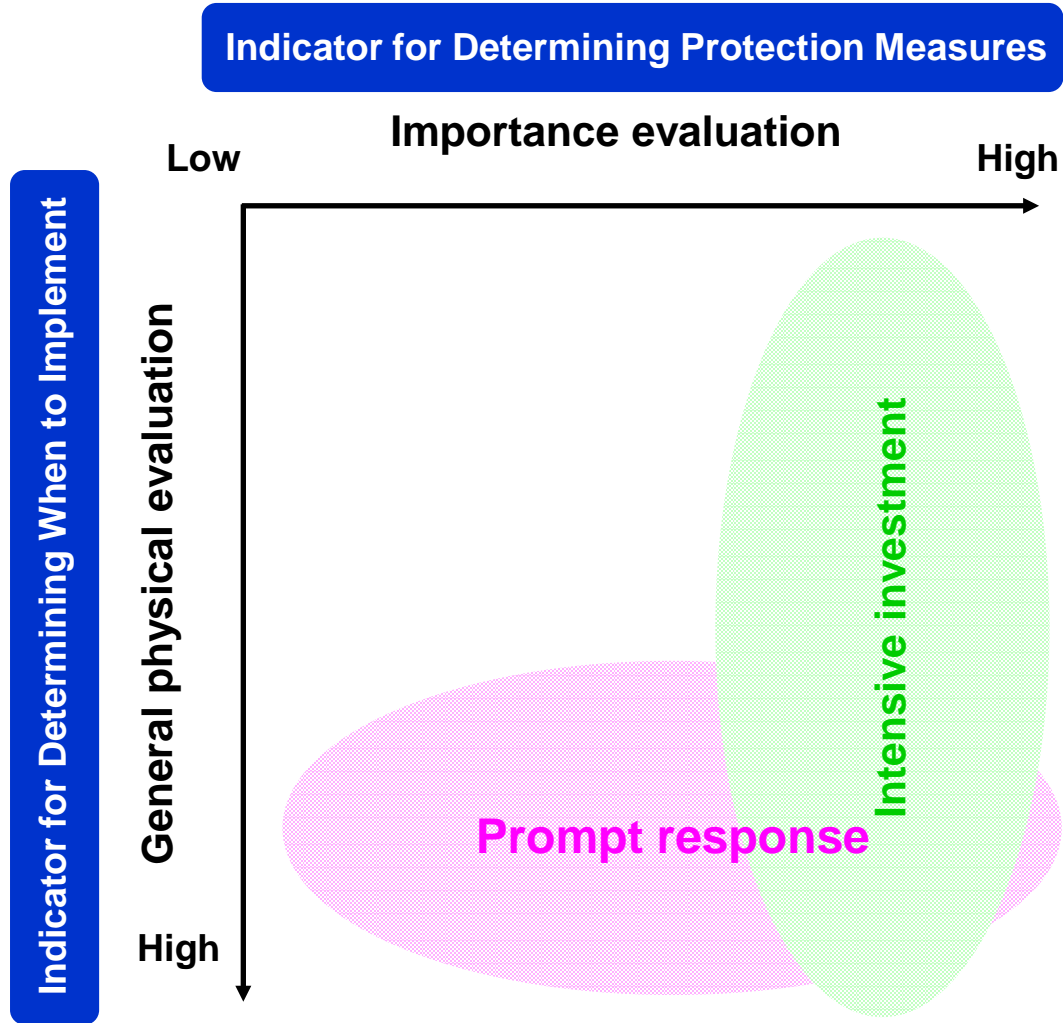 Indicator for Determining Protection Measures
Importance evaluation
Low
High
Indicator for Determining When to Implement
General physical evaluation
High
Intensive investment
Prompt response